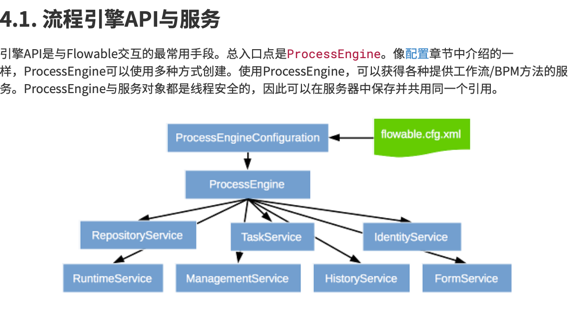 4.1. 流程引擎API与服务
引擎API是与Flowable交互的最常用手段。总入口点是ProcessEngine。像配置章节中介绍的一
样，ProcessEngine可以使用多种方式创建。使用ProcessEngine，可以获得各种提供工作流/BPM方法的服
务。ProcessEngine与服务对象都是线程安全的，因此可以在服务器中保存并共用同一个引用。
ProcessEngineConfiguration
flowable.cfg.xml
ProcessEngine
RepositoryService
TaskService
IdentityService
RuntimeService
ManagementService
HistoryService
FormService